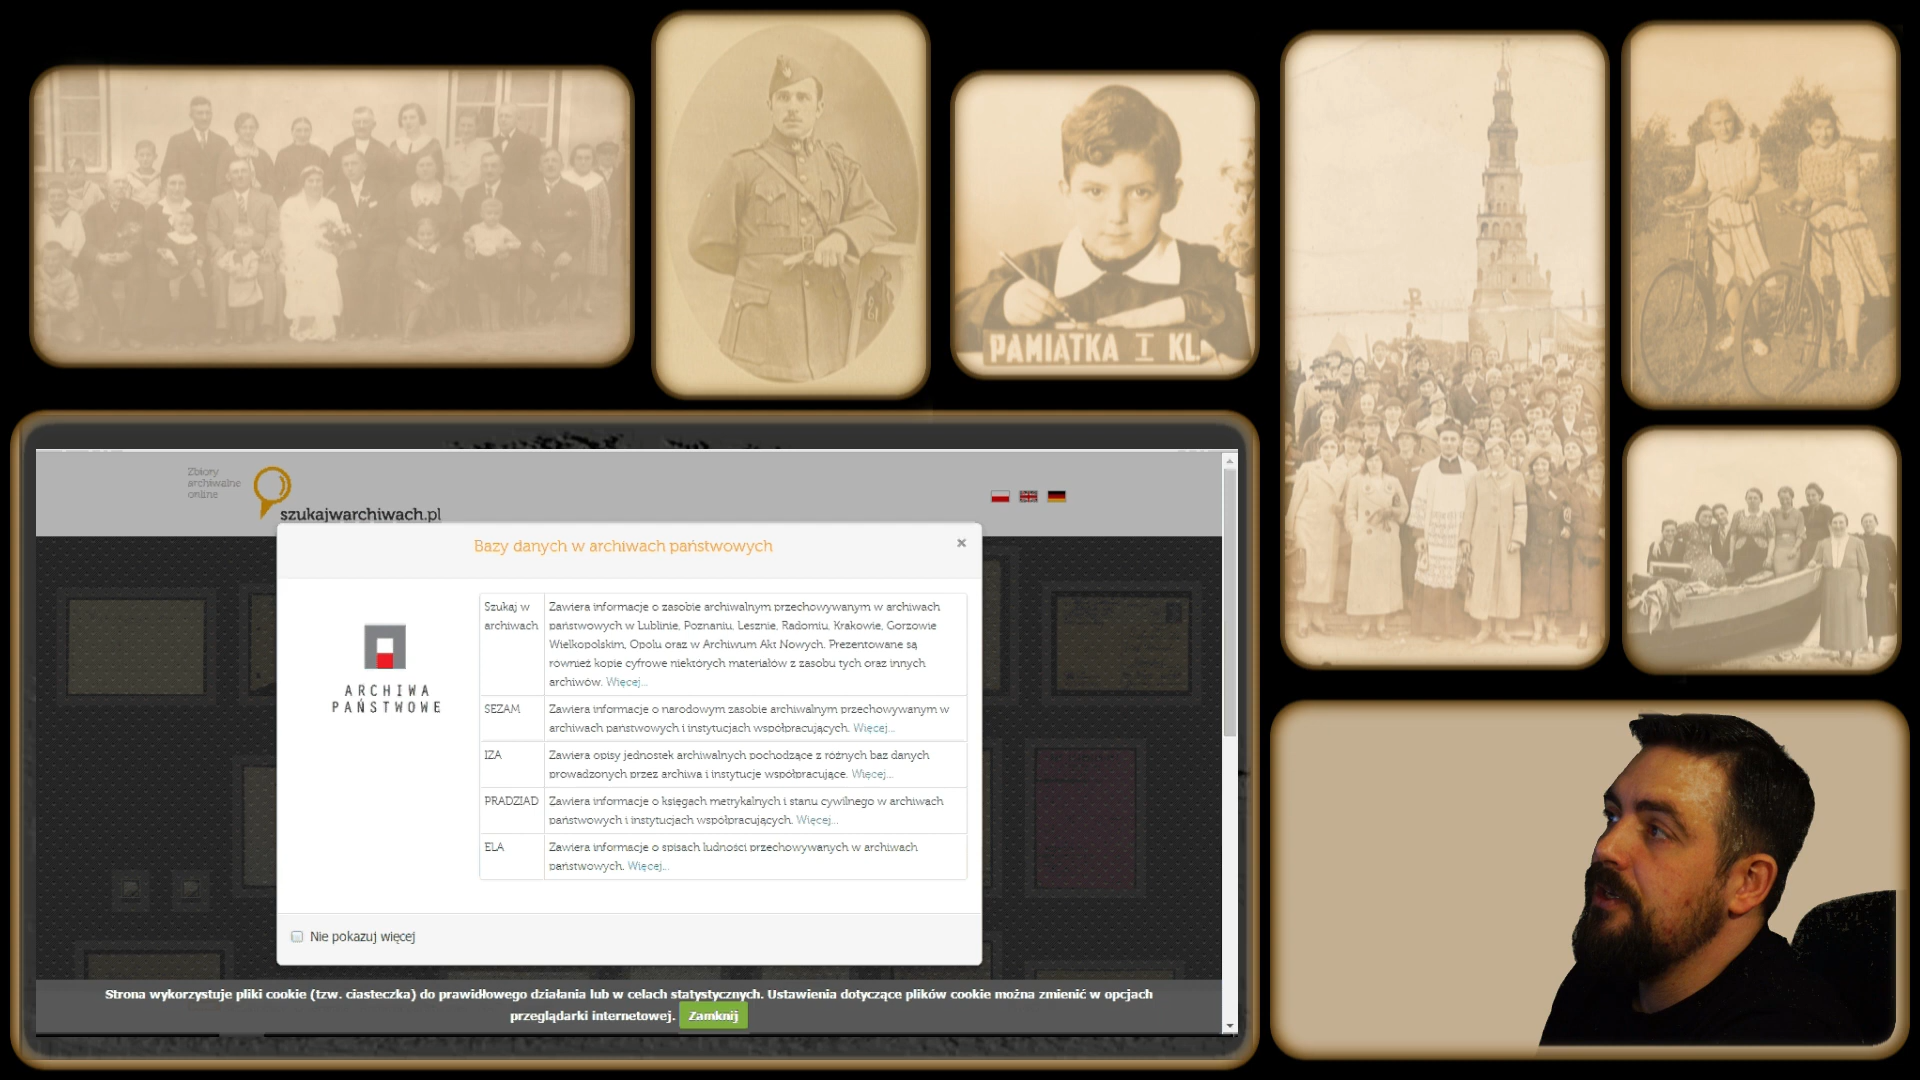 PAMIĄTKA I KL.
Zbiory
archiwalne
online
szukajwarchiwach.pl
Bazy danych w archiwach państwowych
×
ARCHIWA
PAŃSTWOWE
Szukaj w
archiwach
Zawiera informacje o zasobie archiwalnym przechowywanym w archiwach
państwowych w Lublinie, Poznaniu, Lesznie, Radomiu, Krakowie, Gorzowie
Wielkopolskim, Opolu oraz w Archiwum Akt Nowych. Prezentowane są
rownież kopie cyfrowe niektórych materiałów z zasobu tych oraz innych
archiwów. Więcej...
SEZAM
Zawiera informacje o narodowym zasobie archiwalnym przechowywanym w
archiwach państwowych i instytucjach współpracujących. Więcej...
IZA
Zawiera opisy jednostek archiwalnych pochodzące z różnych baz danych
prowadzonych przez archiwa i instytucje współpracujące. Więcej...
PRADZIAD
Zawiera informacje o księgach metrykalnych i stanu cywilnego w archiwach
państwowych i instytucjach współpracujących. Więcej...
ELA
Zawiera informacje o spisach ludności przechowywanych w archiwach
państwowych. Więcej...
Nie pokazuj więcej
Strona wykorzystuje pliki cookie (tzw. ciasteczka) do prawidłowego działania lub w celach statystycznych. Ustawienia dotyczące plików cookie można zmienić w opcjach
przeglądarki internetowej. Zamknij